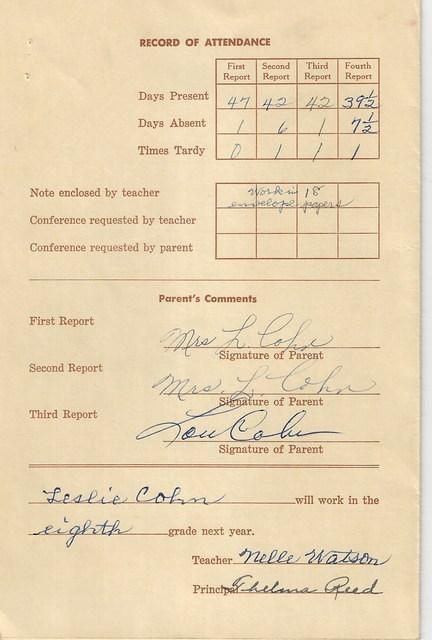 RECORD OF ATTENDANCE
First Report Second Report Third Report Fourth Report
Days Present 47 42 42 39½
Days Absent 1 6 1 7½
Times Tardy 0 1 1 1
Note enclosed by teacher Work in 18
envelope papers
Conference requested by teacher
Conference requested by parent
Parent's Comments
First Report
Mrs L. Cohn
Signature of Parent
Second Report
Mrs. L. Cohn
Signature of Parent
Third Report
Lou Cohn
Signature of Parent
Leslie Cohn will work in the
eighth grade next year.
Teacher Nelle Watson
Principal Thelma Reed